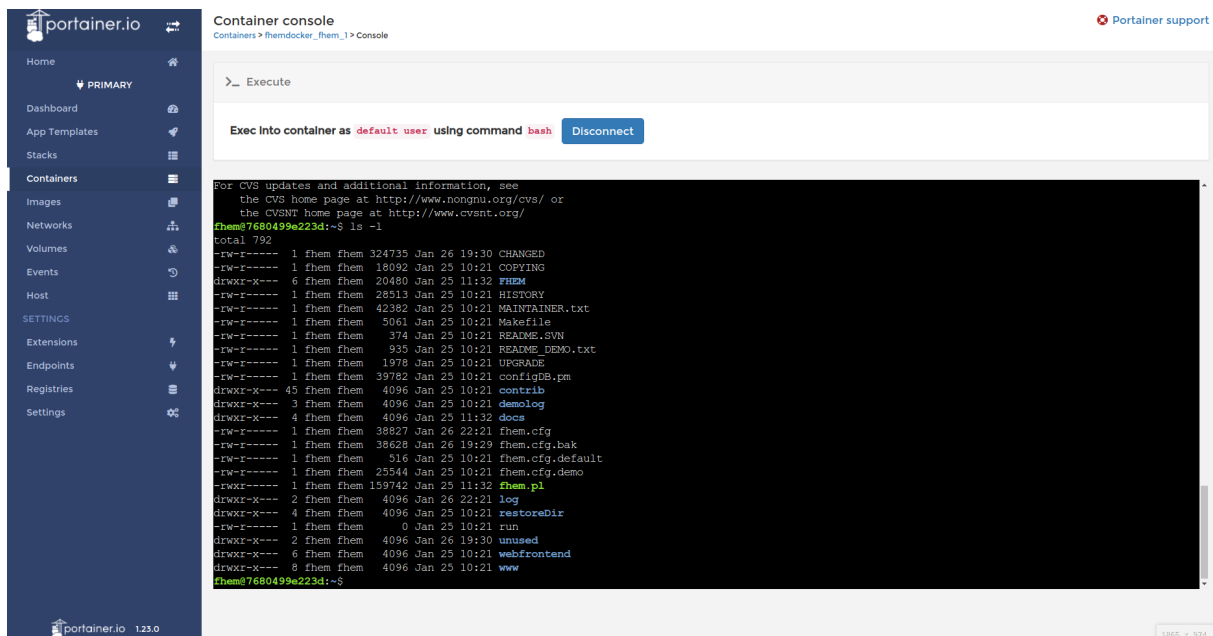 portainer.io
Home
PRIMARY
Dashboard
App Templates
Stacks
Containers
Images
Networks
Volumes
Events
Host
SETTINGS
Extensions
Endpoints
Registries
Settings
portainer.io 1.23.0
Container console
Portainer support
Containers > fhemdocker_fhem_1 > Console
>_ Execute
Exec into container as default user using command bash Disconnect
For CVS updates and additional information, see
the CVS home page at http://www.nongnu.org/cvs/ or
the CVSNT home page at http://www.cvsnt.org/
fhem@7680499e223d:~$ ls -l
total 792
-rw-r----- 1 fhem fhem 324735 Jan 26 19:30 CHANGED
-rw-r----- 1 fhem fhem 18092 Jan 25 10:21 COPYING
drwxr-x--- 6 fhem fhem 20480 Jan 25 11:32 FHEM
-rw-r----- 1 fhem fhem 28513 Jan 25 10:21 HISTORY
-rw-r----- 1 fhem fhem 42382 Jan 25 10:21 MAINTAINER.txt
-rw-r----- 1 fhem fhem 5061 Jan 25 10:21 Makefile
-rw-r----- 1 fhem fhem 374 Jan 25 10:21 README.SVN
-rw-r----- 1 fhem fhem 935 Jan 25 10:21 README_DEMO.txt
-rw-r----- 1 fhem fhem 1978 Jan 25 10:21 UPGRADE
-rw-r----- 1 fhem fhem 39782 Jan 25 10:21 configDB.pm
drwxr-x--- 45 fhem fhem 4096 Jan 25 10:21 contrib
drwxr-x--- 3 fhem fhem 4096 Jan 25 10:21 demolog
drwxr-x--- 4 fhem fhem 4096 Jan 25 11:32 docs
-rw-r----- 1 fhem fhem 38827 Jan 26 22:21 fhem.cfg
-rw-r----- 1 fhem fhem 38628 Jan 26 19:29 fhem.cfg.bak
-rw-r----- 1 fhem fhem 516 Jan 25 10:21 fhem.cfg.default
-rw-r----- 1 fhem fhem 25544 Jan 25 10:21 fhem.cfg.demo
-rwxr----- 1 fhem fhem 159742 Jan 25 11:32 fhem.pl
drwxr-x--- 2 fhem fhem 4096 Jan 26 22:21 log
drwxr-x--- 4 fhem fhem 4096 Jan 25 10:21 restoreDir
-rw-r----- 1 fhem fhem 0 Jan 25 10:21 run
drwxr-x--- 2 fhem fhem 4096 Jan 26 19:30 unused
drwxr-x--- 6 fhem fhem 4096 Jan 25 10:21 webfrontend
drwxr-x--- 8 fhem fhem 4096 Jan 25 10:21 www
fhem@7680499e223d:~$